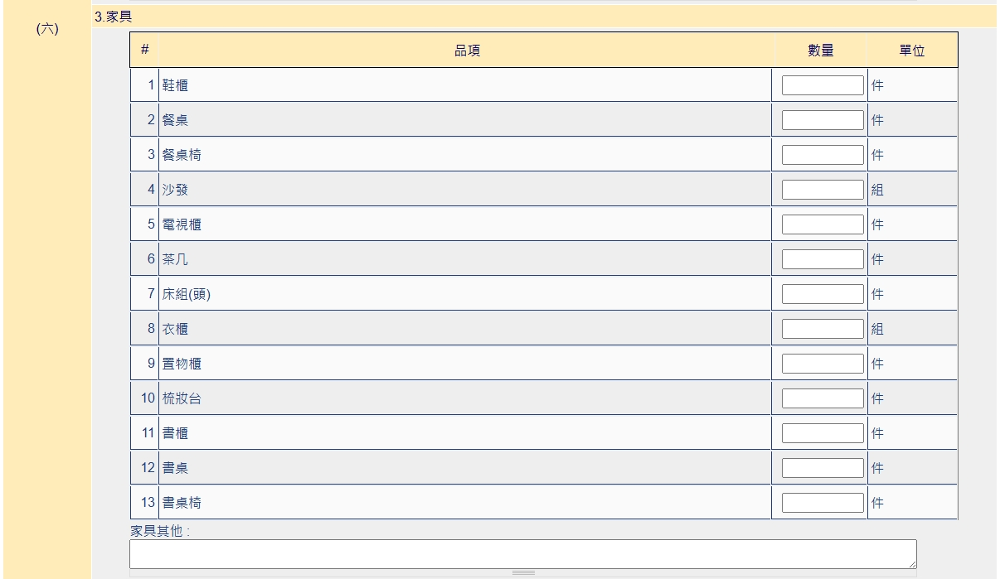 (六)
3.家具
# 品項 數量 單位
1 鞋櫃 件
2 餐桌 件
3 餐桌椅 件
4 沙發 組
5 電視櫃 件
6 茶几 件
7 床組(頭) 件
8 衣櫃 組
9 置物櫃 件
10 梳妝台 件
11 書櫃 件
12 書桌 件
13 書桌椅 件
家具其他 :